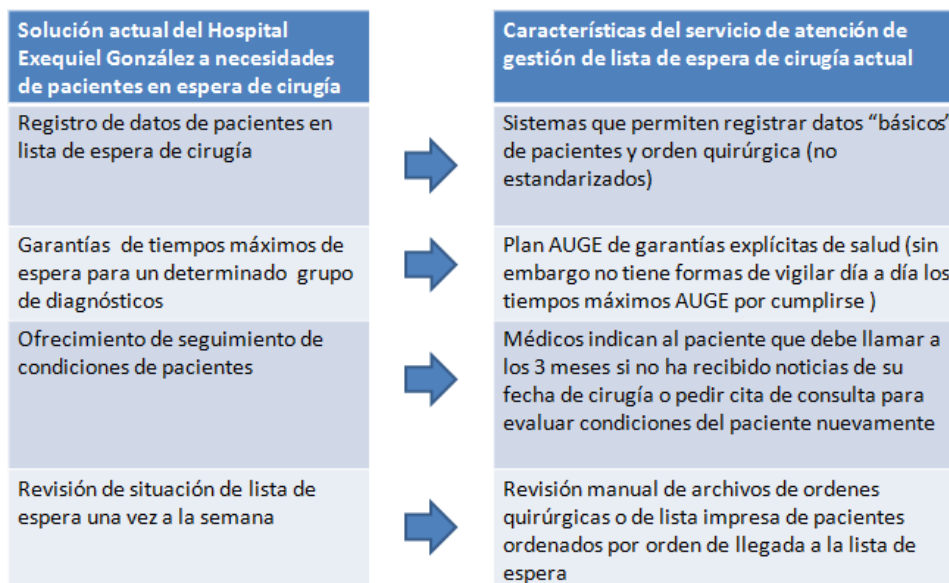 Solución actual del Hospital
Exequiel González a necesidades
de pacientes en espera de cirugía
Características del servicio de atención de
gestión de lista de espera de cirugía actual
Registro de datos de pacientes en
lista de espera de cirugía
Sistemas que permiten registrar datos “básicos”
de pacientes y orden quirúrgica (no
estandarizados)
Garantías de tiempos máximos de
espera para un determinado grupo
de diagnósticos
Plan AUGE de garantías explícitas de salud (sin
embargo no tiene formas de vigilar día a día los
tiempos máximos AUGE por cumplirse )
Ofrecimiento de seguimiento de
condiciones de pacientes
Médicos indican al paciente que debe llamar a
los 3 meses si no ha recibido noticias de su
fecha de cirugía o pedir cita de consulta para
evaluar condiciones del paciente nuevamente
Revisión de situación de lista de
espera una vez a la semana
Revisión manual de archivos de ordenes
quirúrgicas o de lista impresa de pacientes
ordenados por orden de llegada a la lista de
espera